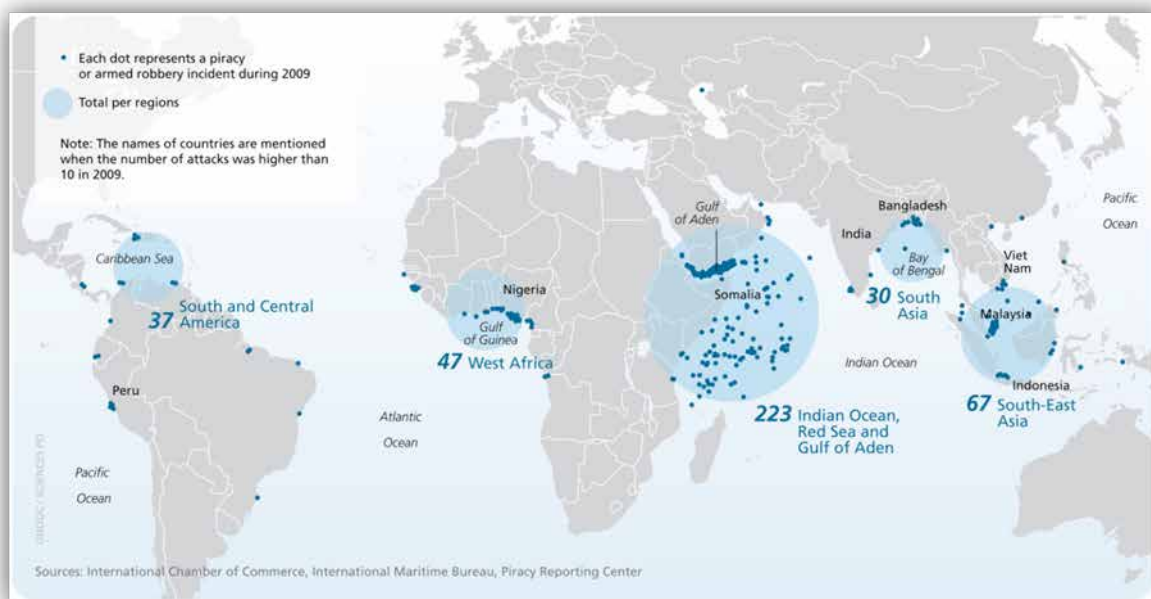 Each dot represents a piracy
or armed robbery incident during 2009
Total per regions
Note: The names of countries are mentioned
when the number of attacks was higher than
10 in 2009.
Caribbean Sea
37 South and Central
America
Peru
Pacific
Ocean
Atlantic
Ocean
Nigeria
Gulf
of Guinea
47 West Africa
Gulf
of Aden
Somalia
223 Indian Ocean,
Red Sea and
Gulf of Aden
Indian Ocean
India
Bangladesh
Bay
of Bengal
30 South
Asia
Viet
Nam
Malaysia
Indonesia
67 South-East
Asia
Pacific
Ocean
Sources: International Chamber of Commerce, International Maritime Bureau, Piracy Reporting Center